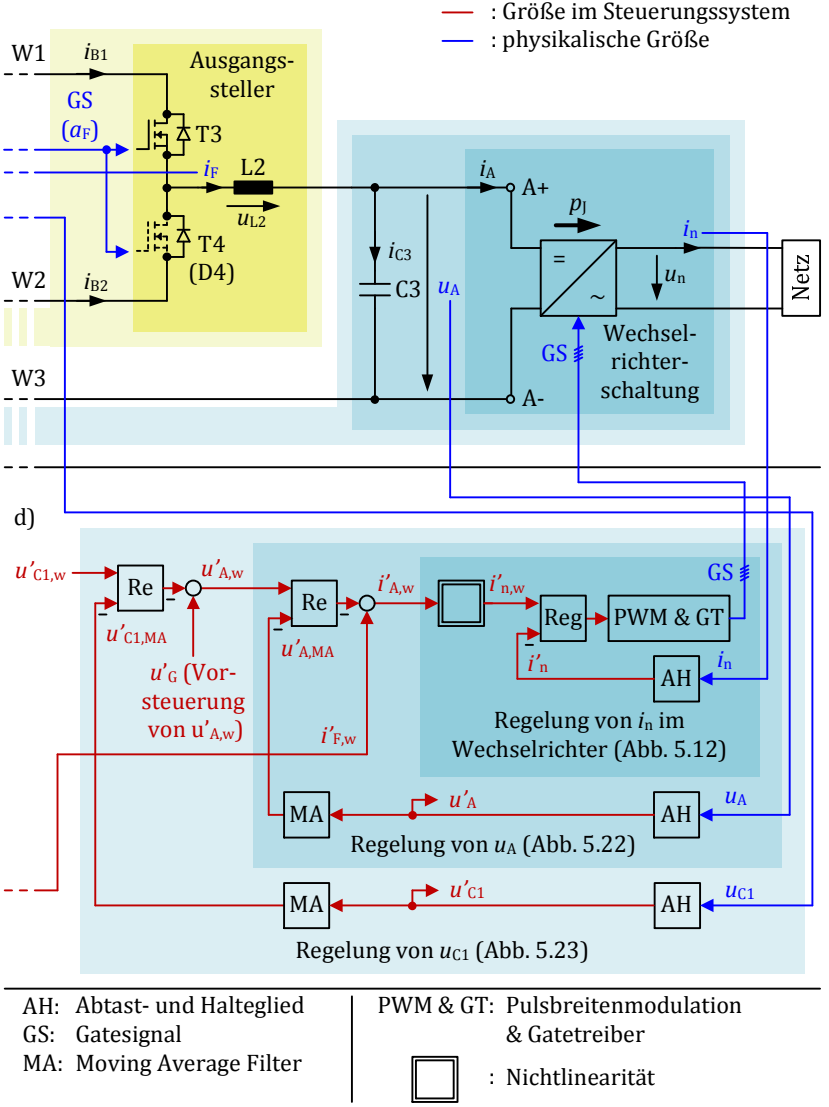 : Größe im Steuerungssystem
: physikalische Größe
W1
iB1
Ausgangs-
steller
GS
(aF)
T3
iF
L2
uL2
T4
(D4)
W2
iB2
iA
A+
pJ
in
iC3
C3
uA
=
~
un
Netz
GS
Wechsel-
richter-
schaltung
W3
A-
d)
u'C1,w
Re
u'A,w
Re
i'A,w
i'n,w
Reg
PWM & GT
GS
u'C1,MA
u'A,MA
i'n
AH
in
u'G (Vor-
steuerung
von u'A,w)
i'F,w
Regelung von in im
Wechselrichter (Abb. 5.12)
MA
u'A
AH
uA
Regelung von uA (Abb. 5.22)
MA
u'C1
AH
uC1
Regelung von uC1 (Abb. 5.23)
AH: Abtast- und Halteglied
GS: Gatesignal
MA: Moving Average Filter
PWM & GT: Pulsbreitenmodulation
& Gatetreiber
: Nichtlinearität